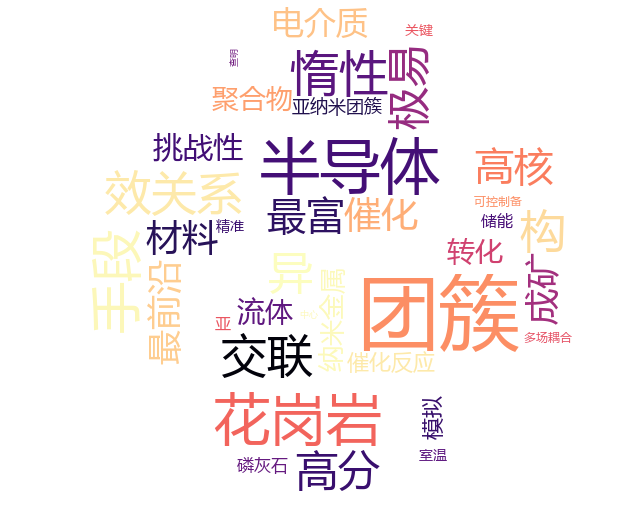 电介质
关键
查明
惰性
极易
聚合物
亚纳米团簇
挑战性
半导体
高核
效关系
最富
催化
可控制备
储能
构
材料
精准
手段
转化
异
成矿
最前沿
纳米金属
团簇
流体
中心
亚
多场耦合
交联
催化反应
花岗岩
模拟
磷灰石
高分
室温